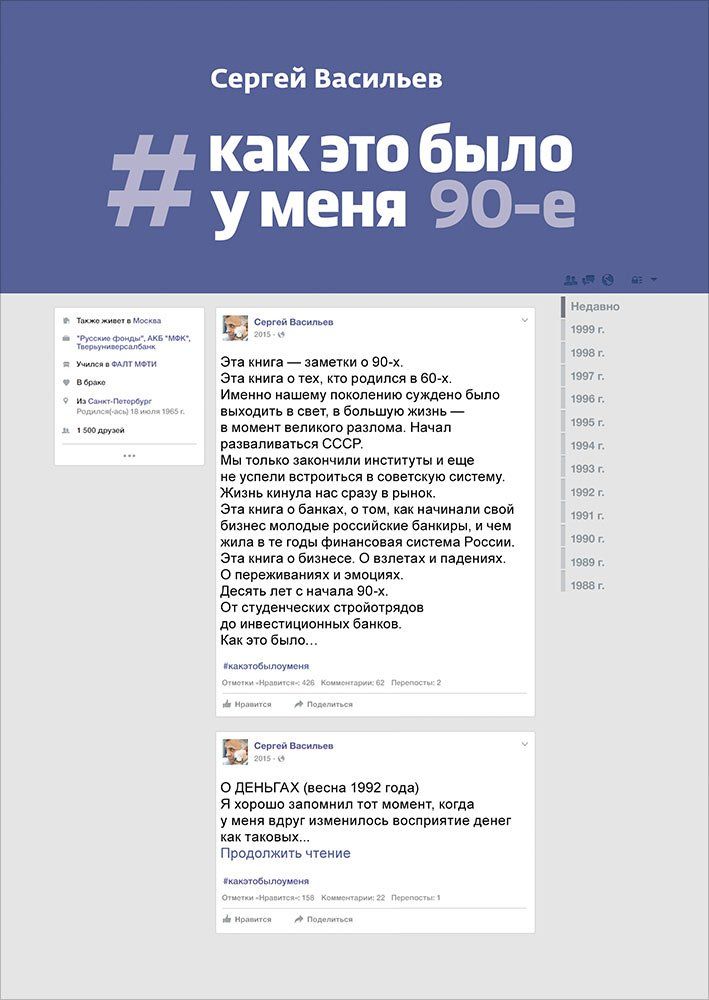 Сергей Васильев
#как это было
у меня 90-е
Также живет в Москва
"Русские фонды", АКБ "МФК",
Тверьуниверсалбанк
Учился в ФАЛТ МФТИ
В браке
Из Санкт-Петербург
Родился(-ась) 18 июля 1965 г.
1 500 друзей
Сергей Васильев
2015 -
Эта книга — заметки о 90-х.
Эта книга о тех, кто родился в 60-х.
Именно нашему поколению суждено было
выходить в свет, в большую жизнь —
в момент великого разлома. Начал
разваливаться СССР.
Мы только закончили институты и еще
не успели встроиться в советскую систему.
Жизнь кинула нас сразу в рынок.
Эта книга о банках, о том, как начинали свой
бизнес молодые российские банкиры, и чем
жила в те годы финансовая система России.
Эта книга о бизнесе. О взлетах и падениях.
О переживаниях и эмоциях.
Десять лет с начала 90-х.
От студенческих стройотрядов
до инвестиционных банков.
Как это было...
#какэтобылоуменя
Отметки «Нравится»: 426 Комментарии: 62 Перепосты: 2
Нравится Поделиться
Сергей Васильев
2015 -
О ДЕНЬГАХ (весна 1992 года)
Я хорошо запомнил тот момент, когда
у меня вдруг изменилось восприятие денег
как таковых...
Продолжить чтение
#какэтобылоуменя
Отметки «Нравится»: 158 Комментарии: 22 Перепосты: 1
Нравится Поделиться
Недавно
1999 г.
1998 г.
1997 г.
1996 г.
1995 г.
1994 г.
1993 г.
1992 г.
1991 г.
1990 г.
1989 г.
1988 г.